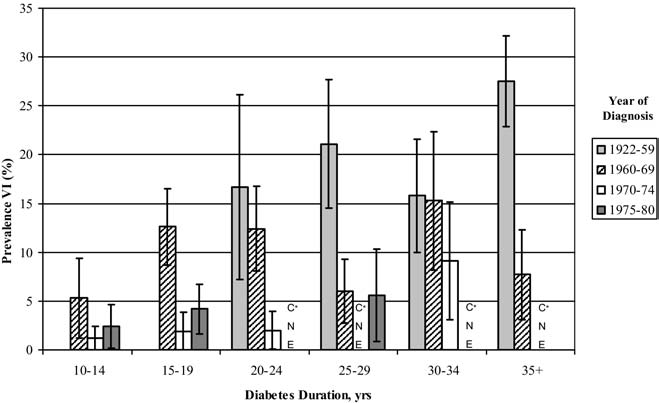 35
30
25
20
15
10
5
0
Prevalence VI (%)
C* C* C* C*
N N N N
E E E E
10-14 15-19 20-24 25-29 30-34 35+
Diabetes Duration, yrs
Year of
Diagnosis
1922-59
1960-69
1970-74
1975-80